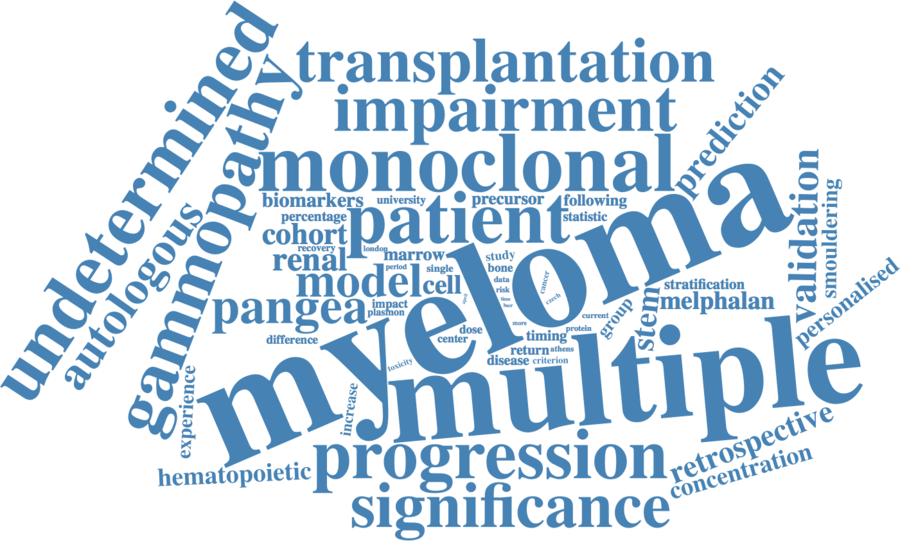 undetermined
gammopathy
autologous
transplantation
impairment
monoclonal
prediction
biomarkers
university
precursor
following
percentage
patient
statistic
cohort
recovery
london
marrow
study
renal
period
single
bone
cancer
model
cell
data
risk
czech
pangea
impact
plasmon
time
stem
stratification
melphalan
validation
smouldering
personalised
group
current
myeloma
multiple
dose
center
more
protein
timing
difference
return
athens
disease
criterion
toxicity
experience
increase
progression
retrospective
concentration
hematopoietic
significance